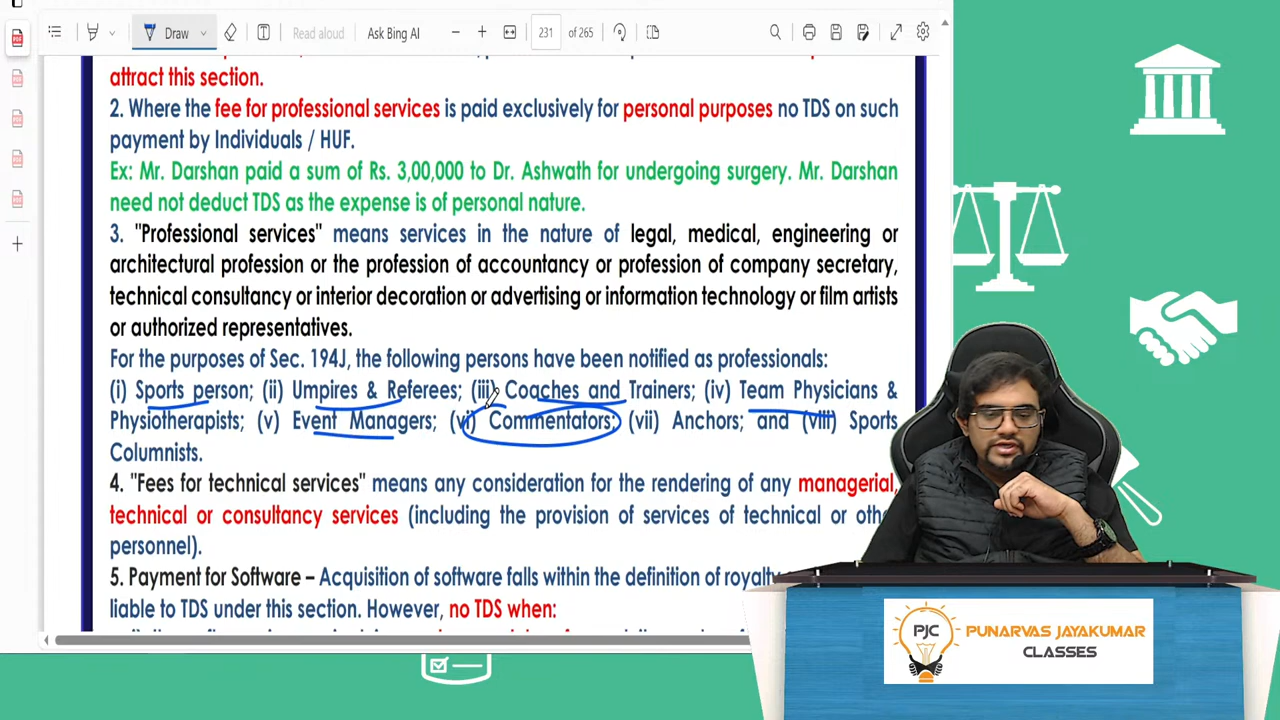 Draw
Read aloud
Ask Bing AI
231
of 265
attract this section.
2. Where the fee for professional services is paid exclusively for personal purposes no TDS on such
payment by Individuals / HUF.
Ex: Mr. Darshan paid a sum of Rs. 3,00,000 to Dr. Ashwath for undergoing surgery. Mr. Darshan
need not deduct TDS as the expense is of personal nature.
3. "Professional services" means services in the nature of legal, medical, engineering or
architectural profession or the profession of accountancy or profession of company secretary,
technical consultancy or interior decoration or advertising or information technology or film artists
or authorized representatives.
For the purposes of Sec. 194J, the following persons have been notified as professionals:
(i) Sports person; (ii) Umpires & Referees; (iii) Coaches and Trainers; (iv) Team Physicians &
Physiotherapists; (v) Event Managers; (vi) Commentators; (vii) Anchors; and (viii) Sports
Columnists.
4. "Fees for technical services" means any consideration for the rendering of any managerial,
technical or consultancy services (including the provision of services of technical or othe
personnel).
5. Payment for Software – Acquisition of software falls within the definition of royalty
liable to TDS under this section. However, no TDS when:
PJC
PUNARVAS JAYAKUMAR
CLASSES